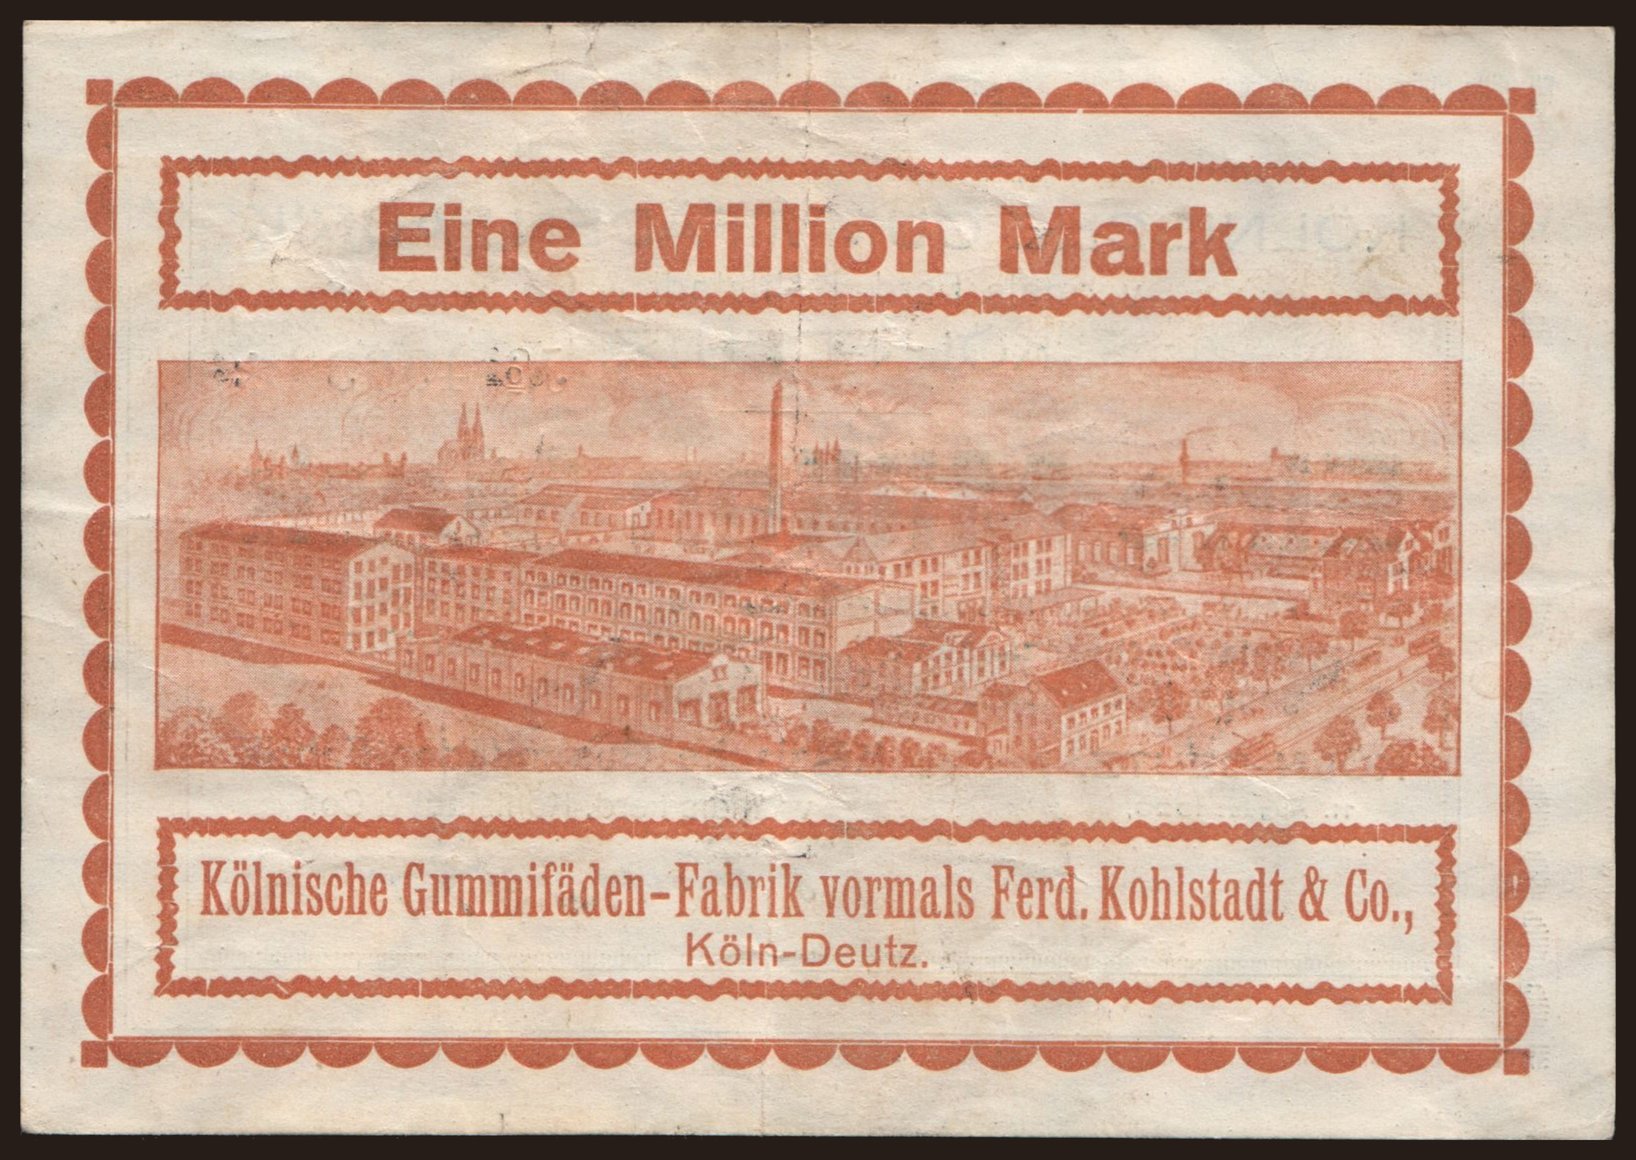 Eine Million Mark
Kölnische Gummifäden-Fabrik vormals Ferd. Kohlstadt & Co.,
Köln-Deutz.